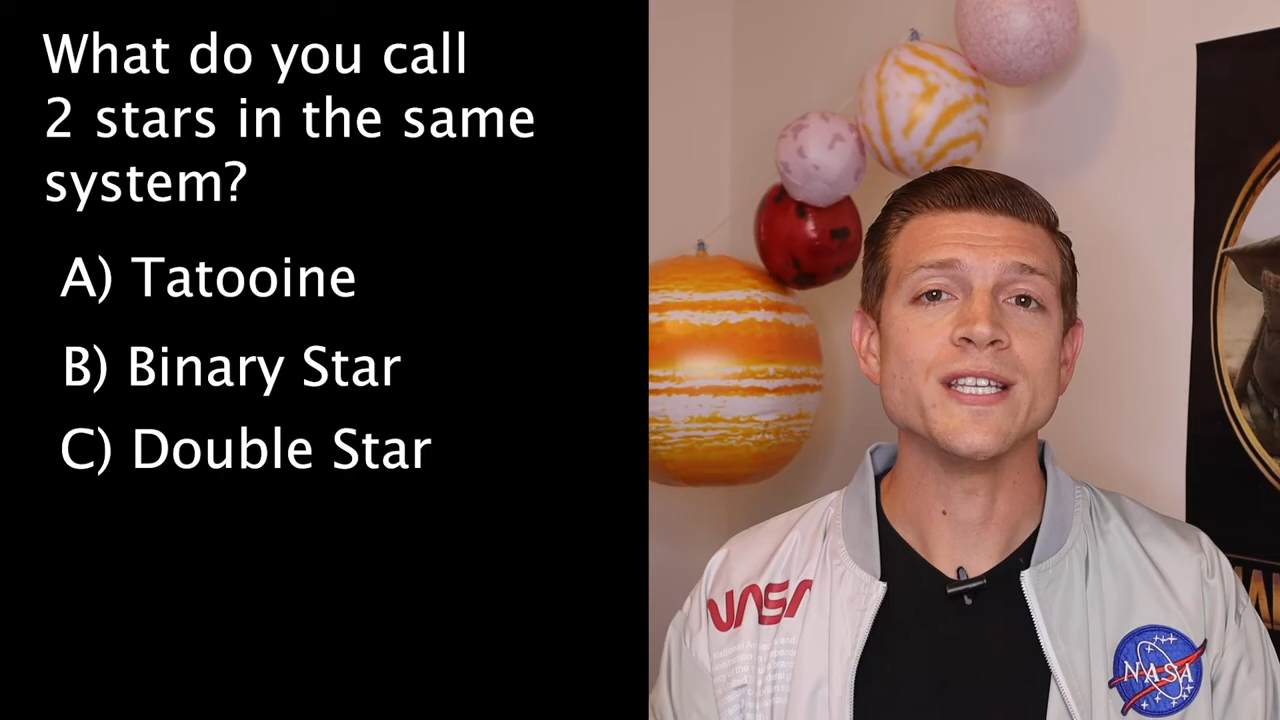 What do you call
2 stars in the same
system?
A) Tatooine
B) Binary Star
C) Double Star
NASA
NASA